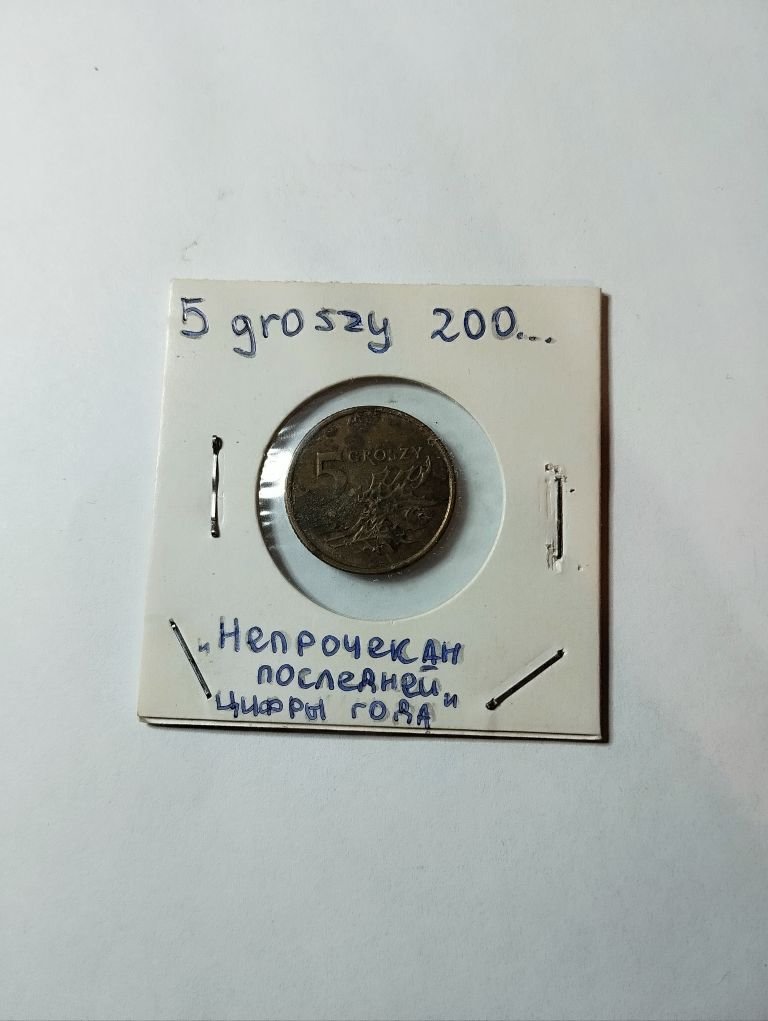 5 groszy 200...
5 GROSZY
"Непрочекан
последней
цифры года"